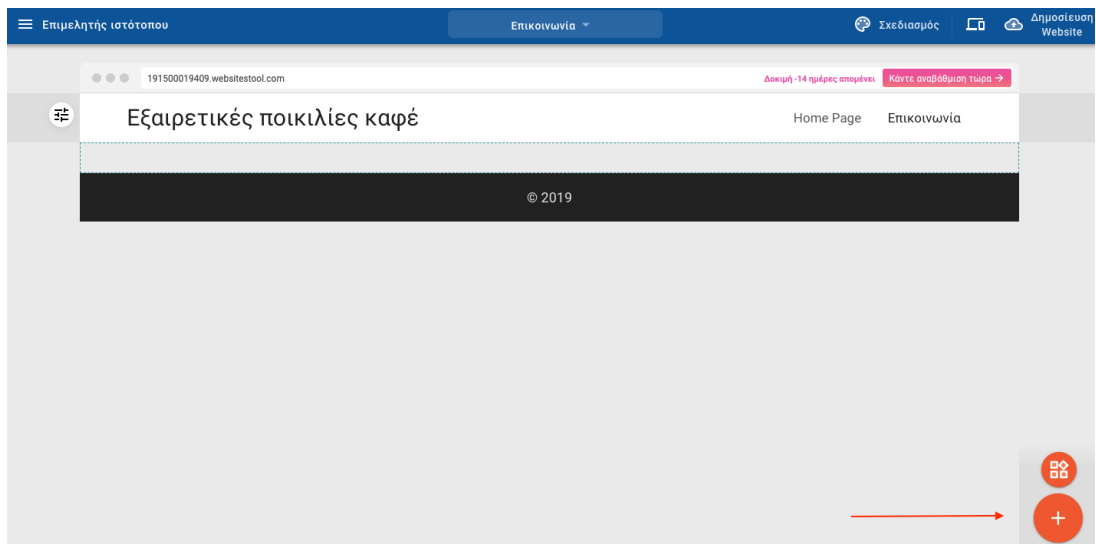 Επιμελητής ιστότοπου
Επικοινωνία
Σχεδιασμός
Δημοσίευση
Website
191500019409.websitestool.com
Δοκιμή -14 ημέρες απομένει
Κάντε αναβάθμιση τώρα →
Εξαιρετικές ποικιλίες καφέ
Home Page
Επικοινωνία
© 2019